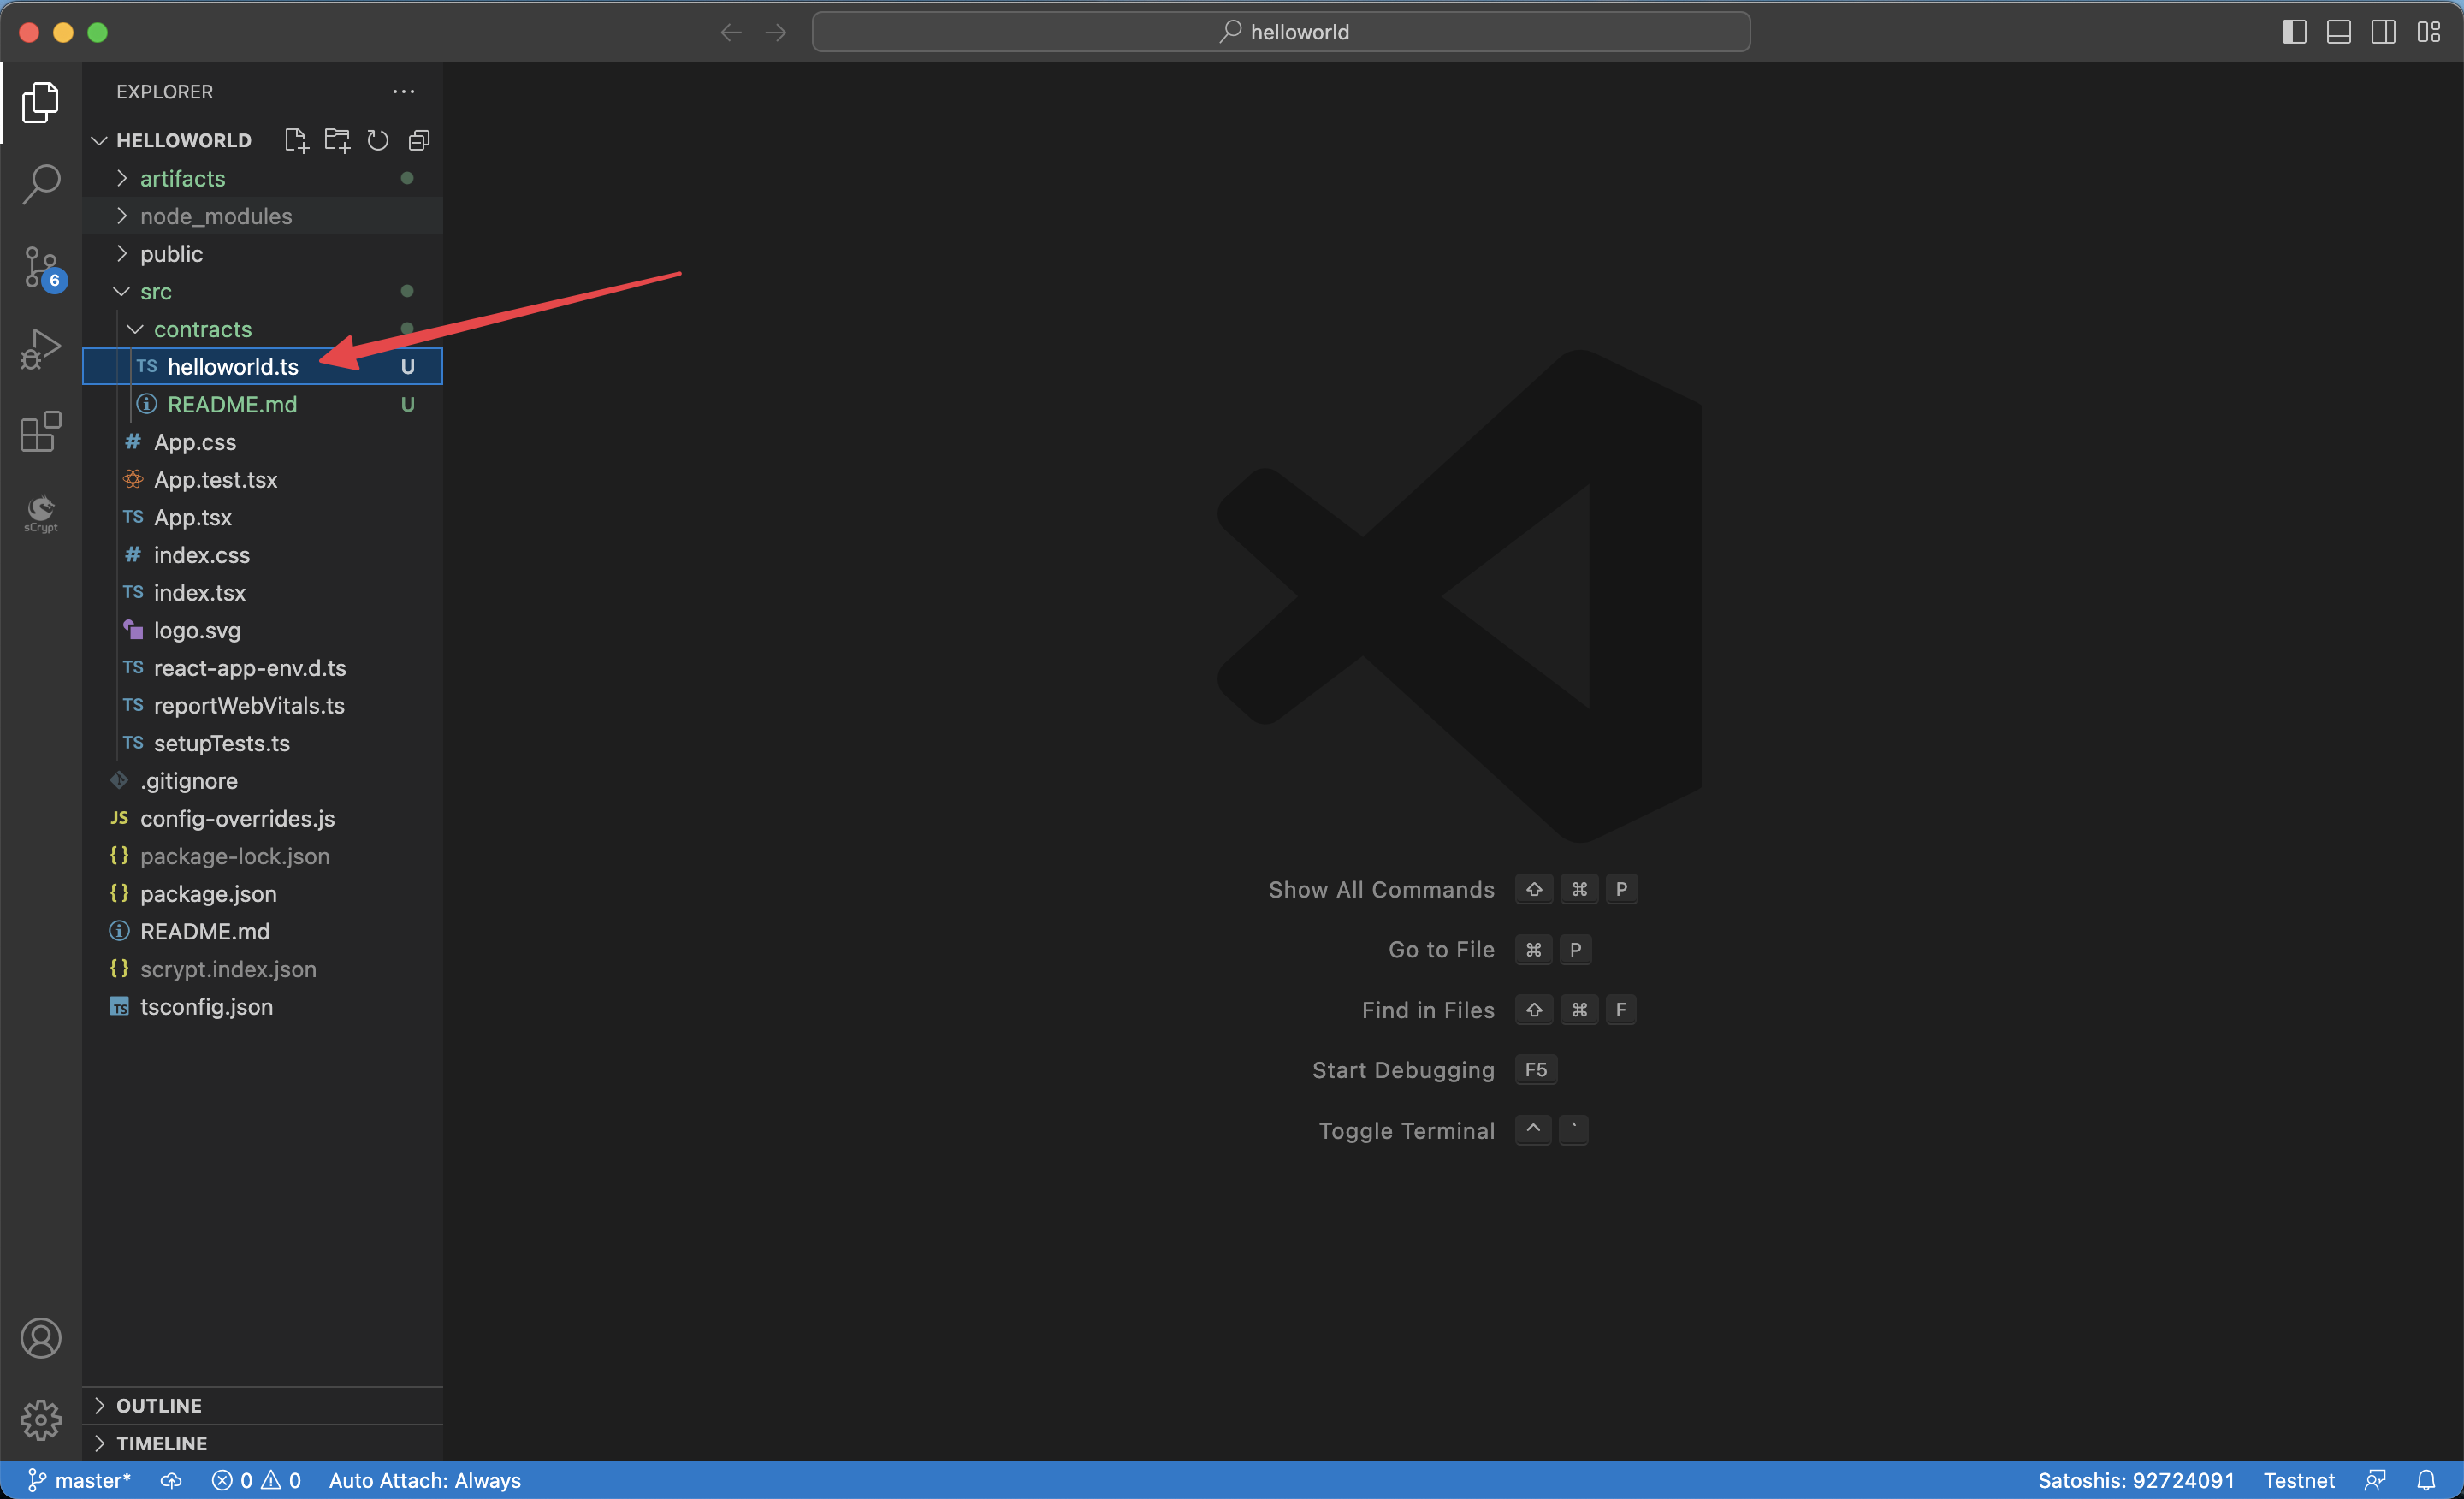 helloworld
EXPLORER
HELLOWORLD
artifacts
node_modules
public
src
contracts
TS helloworld.ts U
README.md U
# App.css
App.test.tsx
TS App.tsx
# index.css
TS index.tsx
logo.svg
TS react-app-env.d.ts
TS reportWebVitals.ts
TS setupTests.ts
.gitignore
JS config-overrides.js
{} package-lock.json
{} package.json
README.md
{} scrypt.index.json
TS tsconfig.json
6
sCrypt
OUTLINE
TIMELINE
Show All Commands ⇧ ⌘ P
Go to File ⌘ P
Find in Files ⇧ ⌘ F
Start Debugging F5
Toggle Terminal ^ `
master* 0 0 Auto Attach: Always Satoshis: 92724091 Testnet